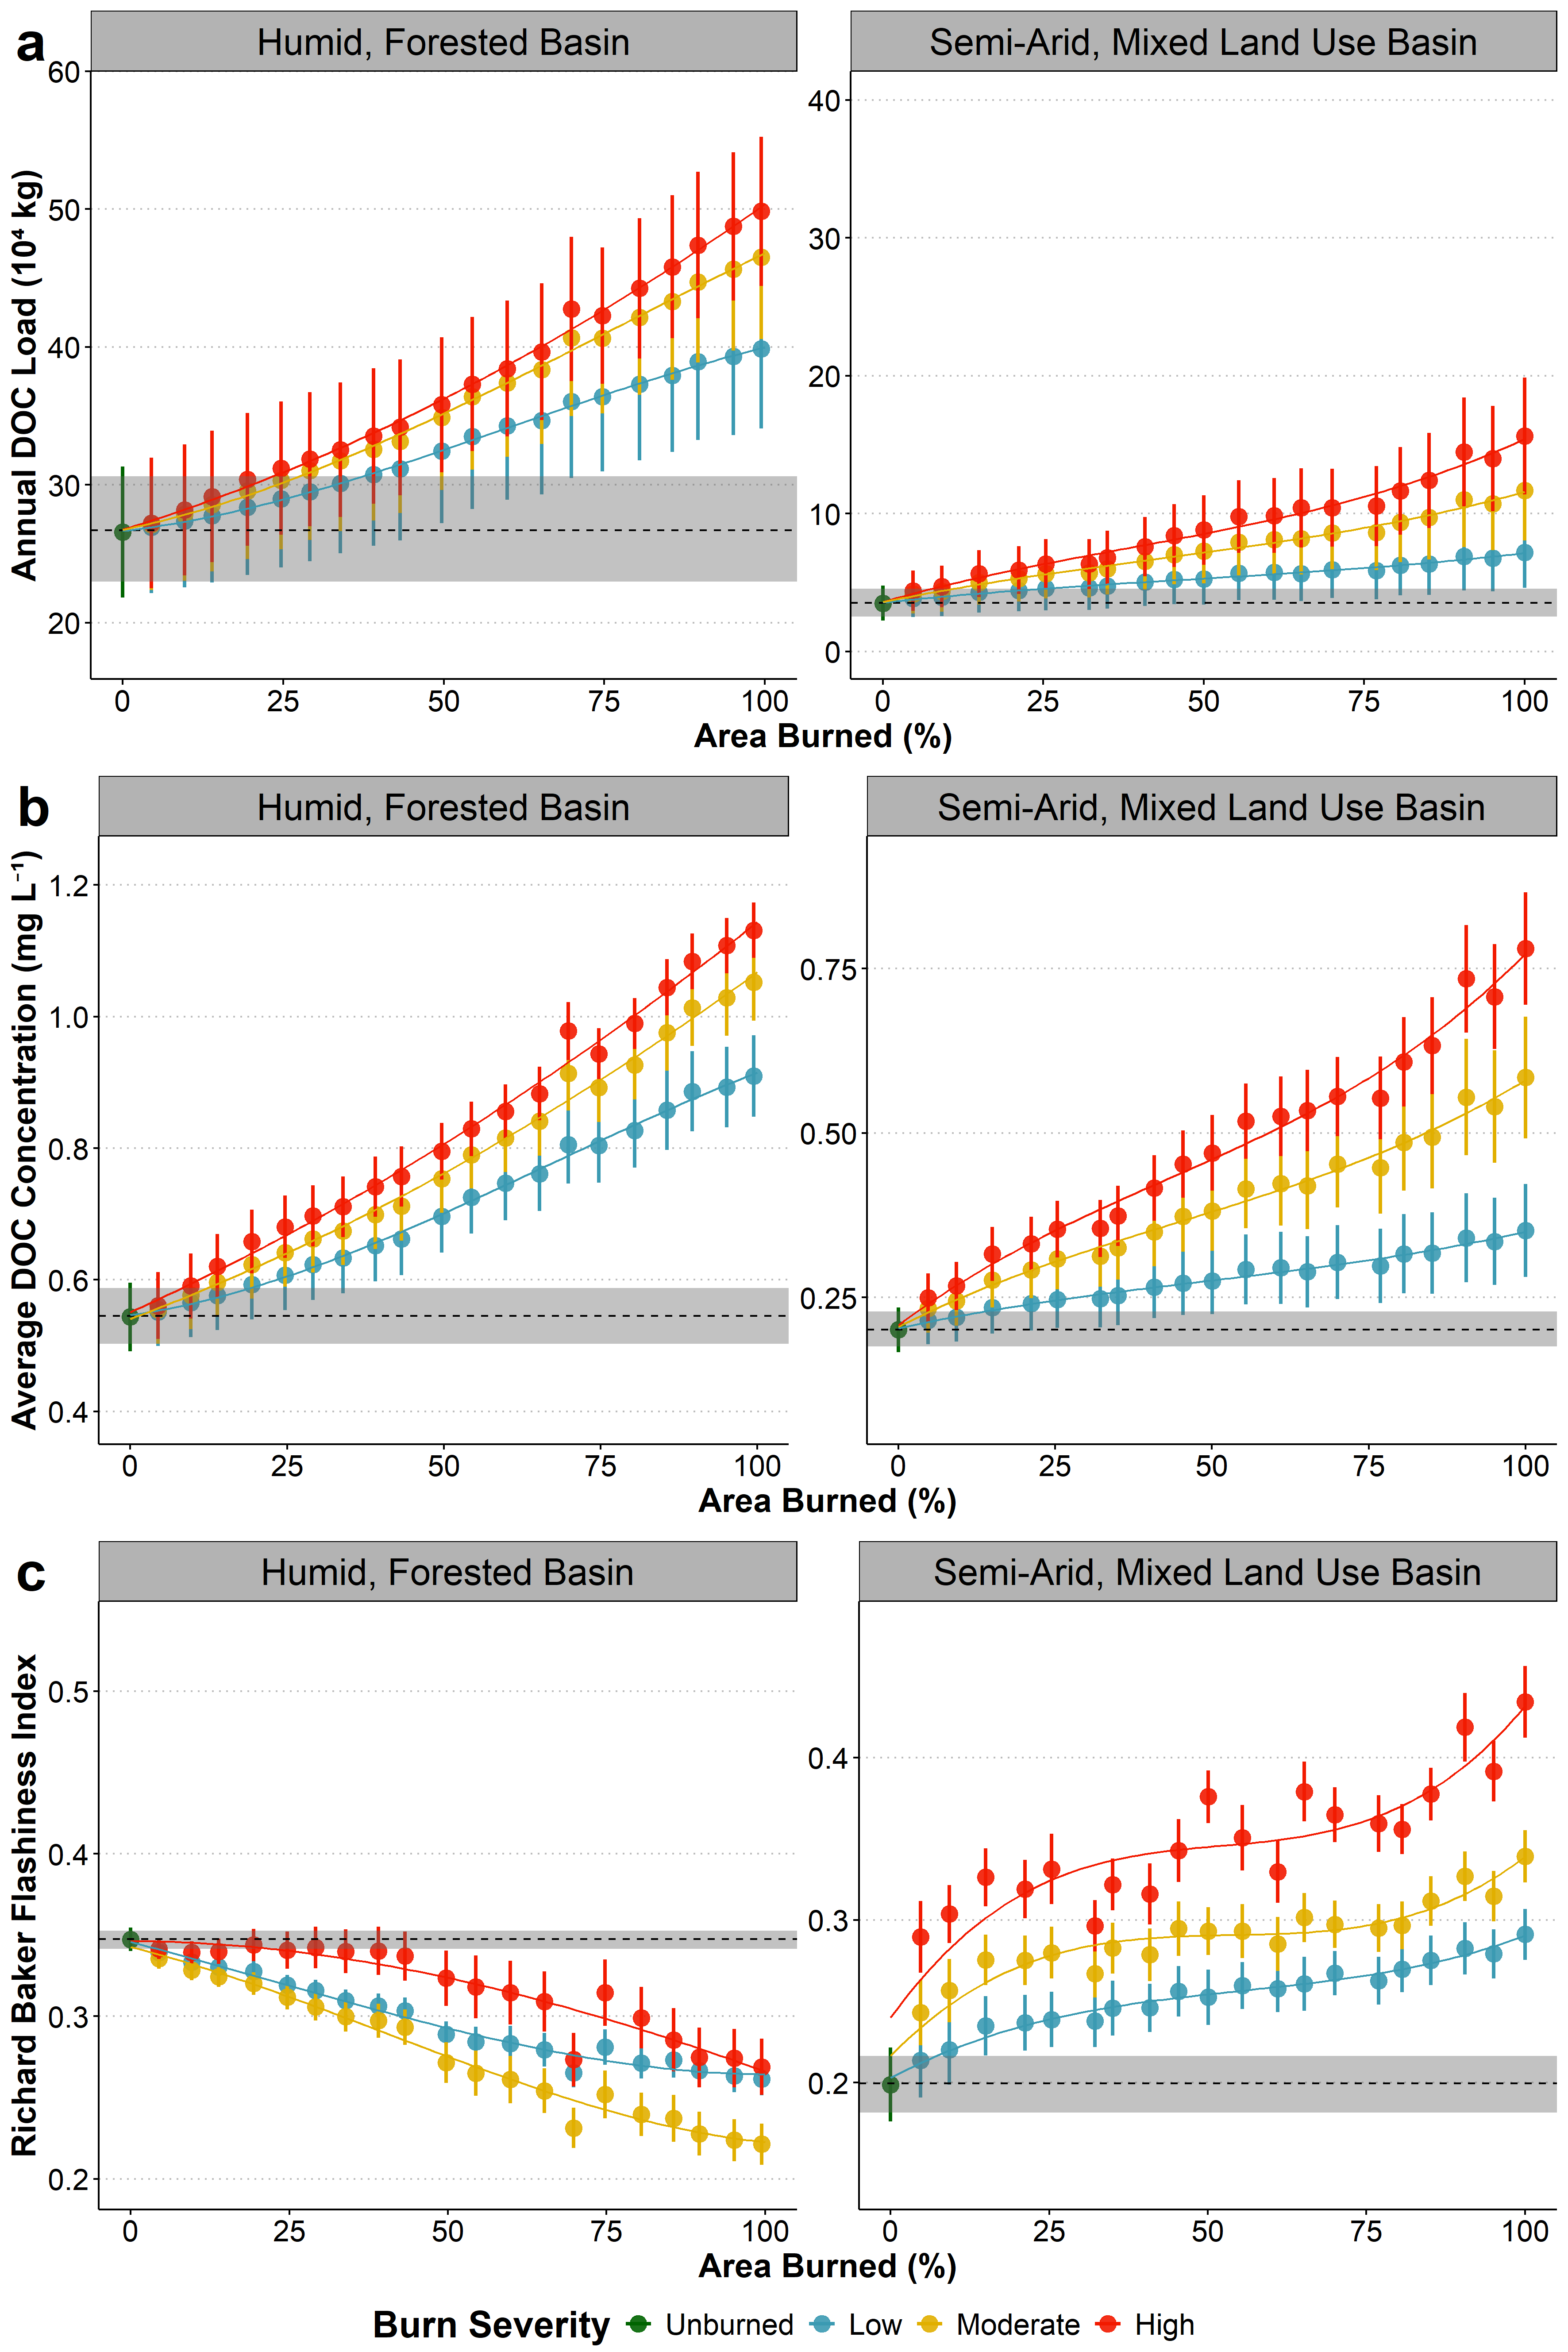 a
Humid, Forested Basin
Semi-Arid, Mixed Land Use Basin
Annual DOC Load (10⁴ kg)
60
50
40
30
20
40
30
20
10
0
0 25 50 75 100
0 25 50 75 100
Area Burned (%)
b
Humid, Forested Basin
Semi-Arid, Mixed Land Use Basin
Average DOC Concentration (mg L⁻¹)
1.2
1.0
0.8
0.6
0.4
0.75
0.50
0.25
0 25 50 75 100
0 25 50 75 100
Area Burned (%)
c
Humid, Forested Basin
Semi-Arid, Mixed Land Use Basin
Richard Baker Flashiness Index
0.5
0.4
0.3
0.2
0.4
0.3
0.2
0 25 50 75 100
0 25 50 75 100
Area Burned (%)
Burn Severity Unburned Low Moderate High